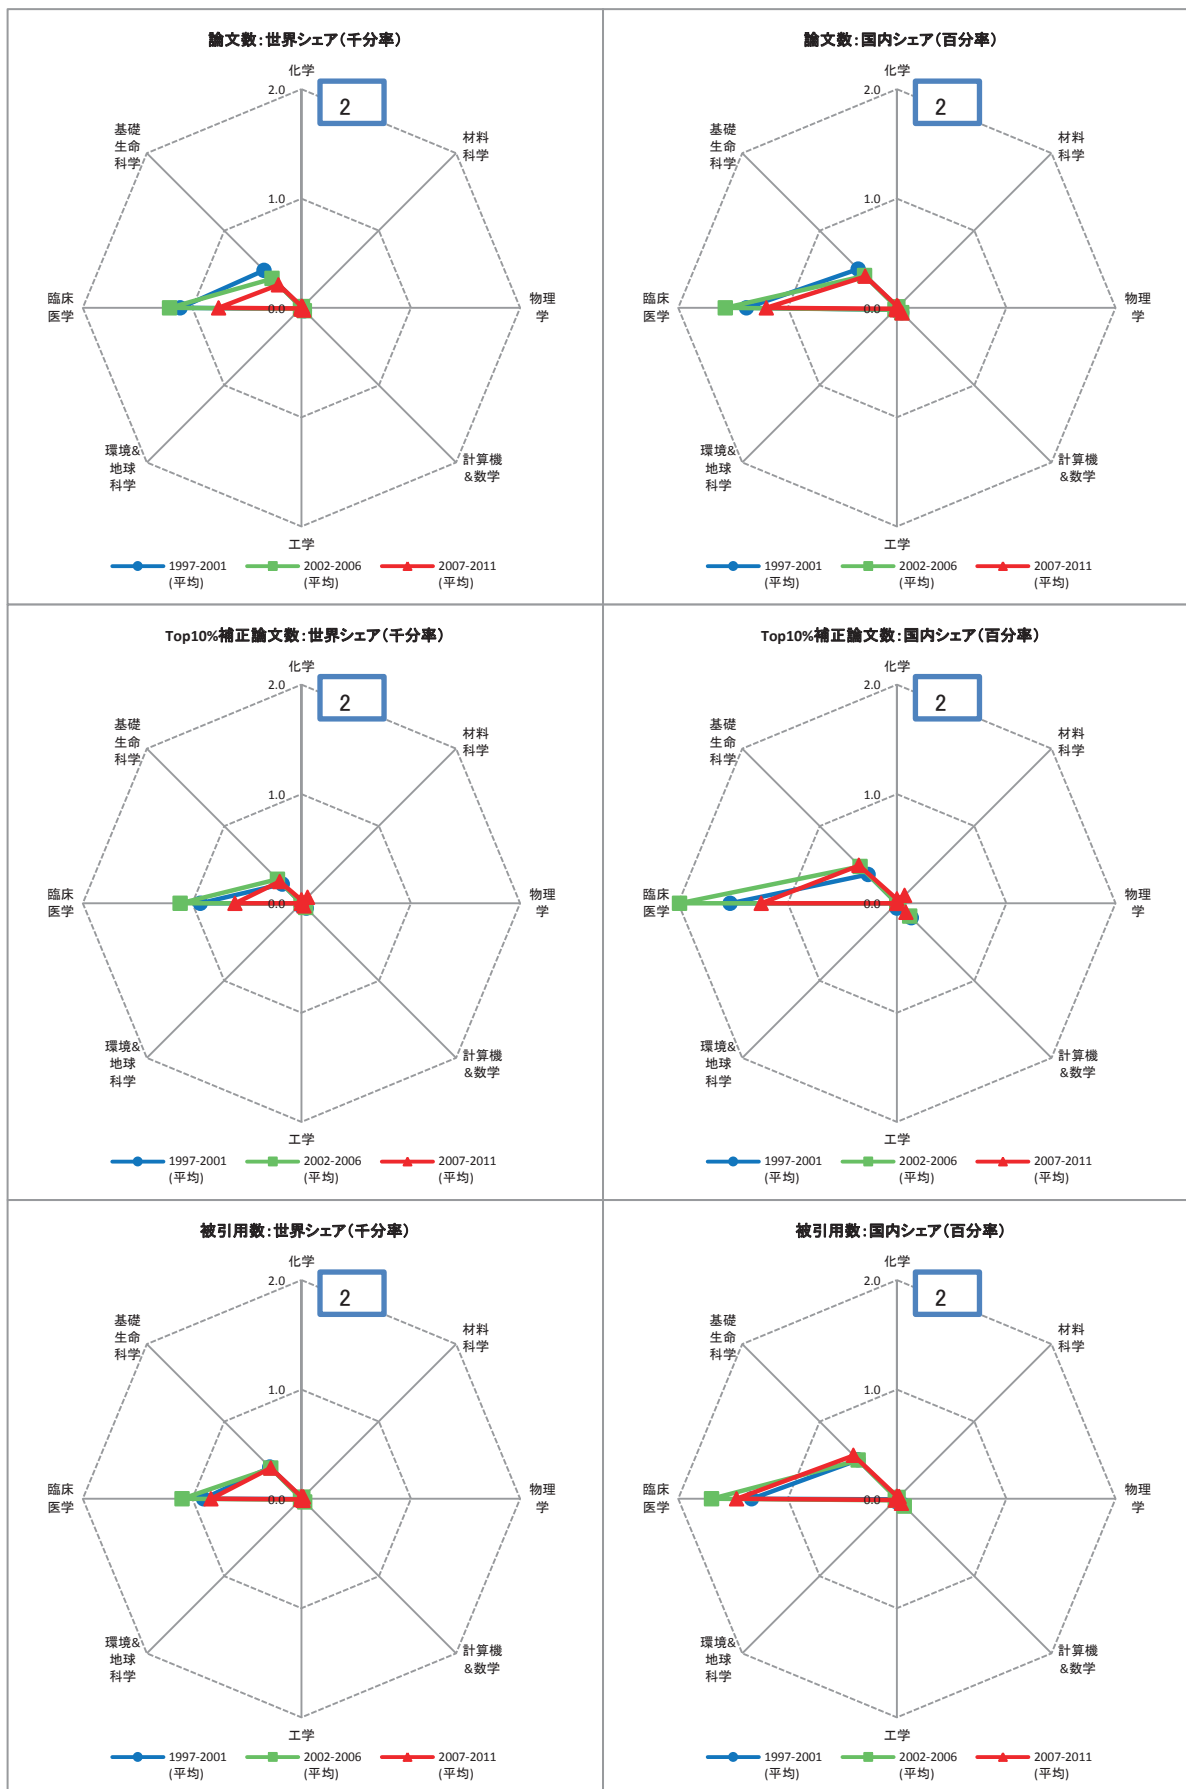 論文数：世界シェア（千分率）
化学
2.0
2
基礎
生命
科学
材料
科学
1.0
臨床
医学
0.0
物理
学
環境&
地球
科学
計算機
&数学
工学
1997-2001
(平均)
2002-2006
(平均)
2007-2011
(平均)
論文数：国内シェア（百分率）
化学
2.0
2
基礎
生命
科学
材料
科学
1.0
臨床
医学
0.0
物理
学
環境&
地球
科学
計算機
&数学
工学
1997-2001
(平均)
2002-2006
(平均)
2007-2011
(平均)
Top10%補正論文数：世界シェア（千分率）
化学
2.0
2
基礎
生命
科学
材料
科学
1.0
臨床
医学
0.0
物理
学
環境&
地球
科学
計算機
&数学
工学
1997-2001
(平均)
2002-2006
(平均)
2007-2011
(平均)
Top10%補正論文数：国内シェア（百分率）
化学
2.0
2
基礎
生命
科学
材料
科学
1.0
臨床
医学
0.0
物理
学
環境&
地球
科学
計算機
&数学
工学
1997-2001
(平均)
2002-2006
(平均)
2007-2011
(平均)
被引用数：世界シェア（千分率）
化学
2.0
2
基礎
生命
科学
材料
科学
1.0
臨床
医学
0.0
物理
学
環境&
地球
科学
計算機
&数学
工学
1997-2001
(平均)
2002-2006
(平均)
2007-2011
(平均)
被引用数：国内シェア（百分率）
化学
2.0
2
基礎
生命
科学
材料
科学
1.0
臨床
医学
0.0
物理
学
環境&
地球
科学
計算機
&数学
工学
1997-2001
(平均)
2002-2006
(平均)
2007-2011
(平均)